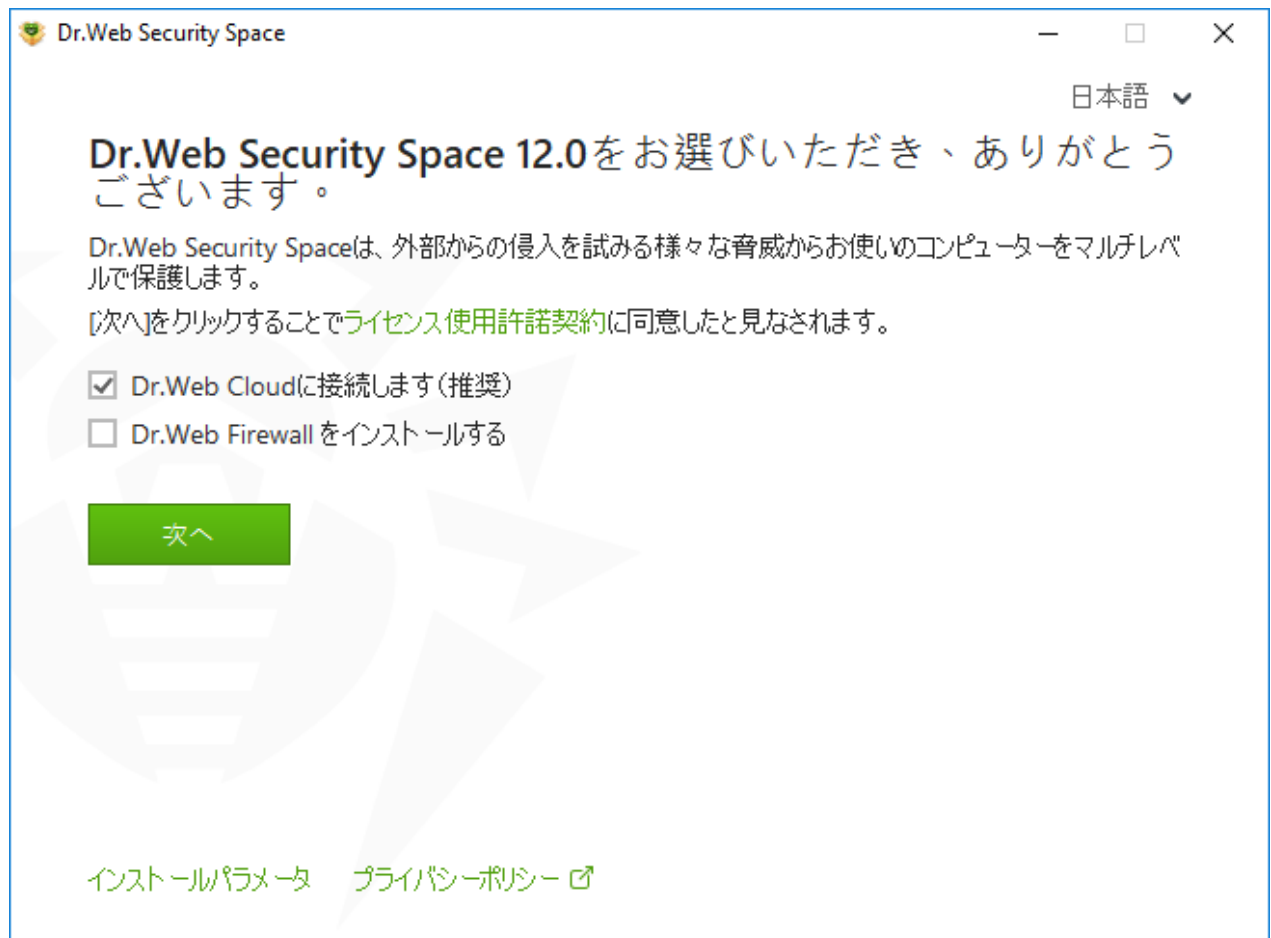 Dr.Web Security Space
日本語
Dr.Web Security Space 12.0をお選びいただき、ありがとう
ございます。
Dr.Web Security Spaceは、外部からの侵入を試みる様々な脅威からお使いのコンピューターをマルチレベ
ルで保護します。
[次へ]をクリックすることでライセンス使用許諾契約に同意したと見なされます。
Dr.Web Cloudに接続します(推奨)
Dr.Web Firewall をインストールする
次へ
インストールパラメータ プライバシーポリシー